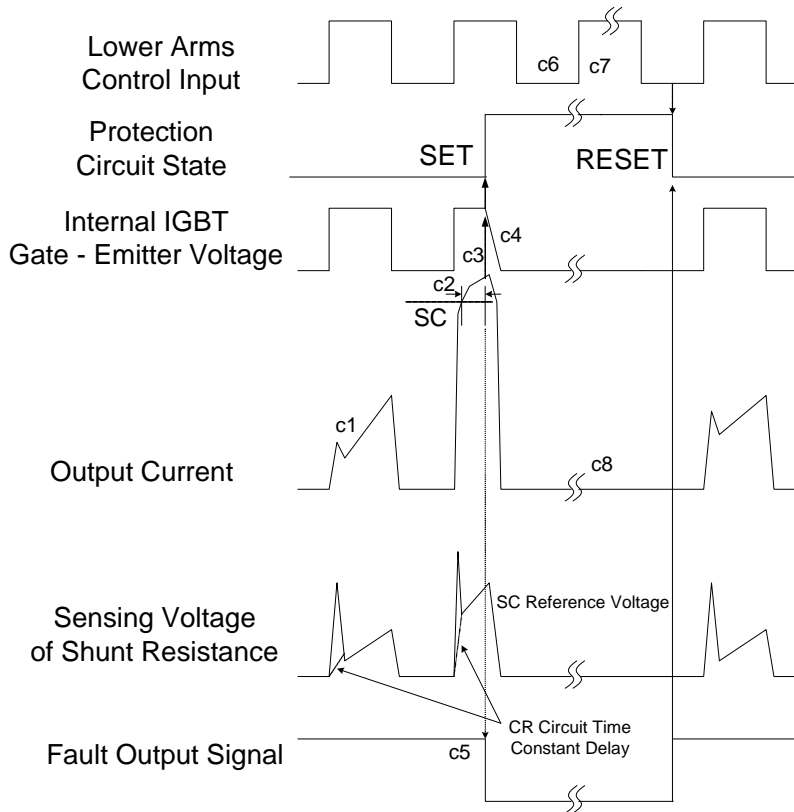 Lower Arms
Control Input
c6
c7
Protection
Circuit State
SET
RESET
Internal IGBT
Gate - Emitter Voltage
c4
c3
c2
SC
c1
Output Current
c8
Sensing Voltage
of Shunt Resistance
SC Reference Voltage
CR Circuit Time
Constant Delay
Fault Output Signal
c5